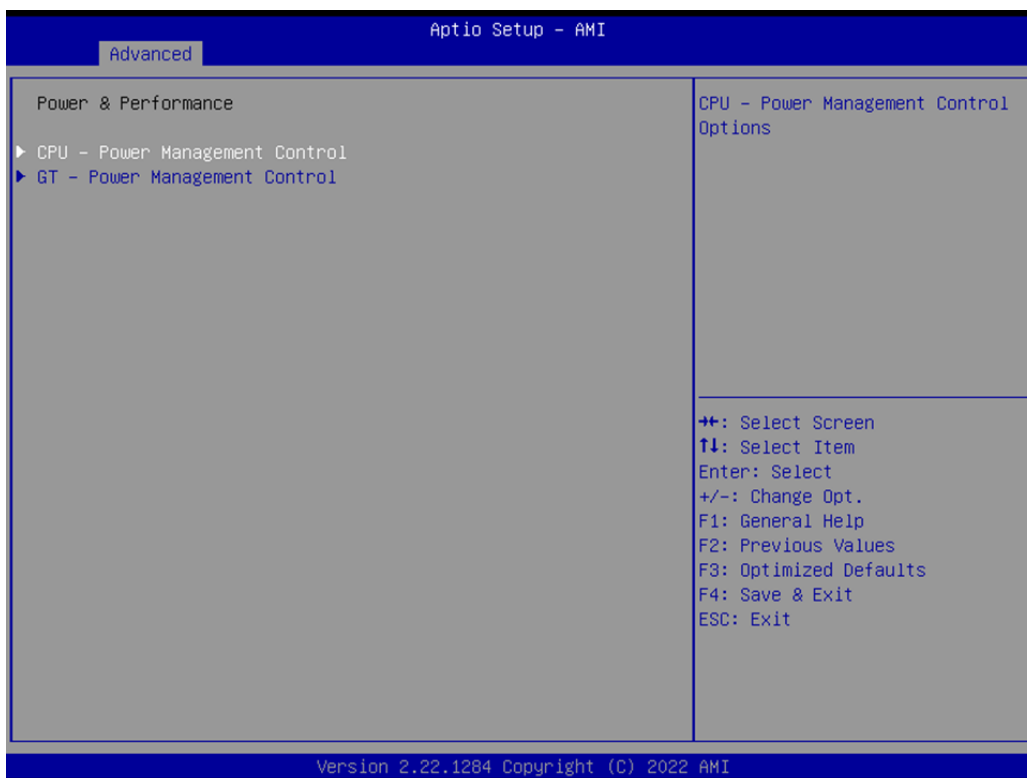 Aptio Setup – AMI
Advanced
Power & Performance
CPU – Power Management Control
GT – Power Management Control
CPU – Power Management Control
Options
→←: Select Screen
↑↓: Select Item
Enter: Select
+/-: Change Opt.
F1: General Help
F2: Previous Values
F3: Optimized Defaults
F4: Save & Exit
ESC: Exit
Version 2.22.1284 Copyright (C) 2022 AMI